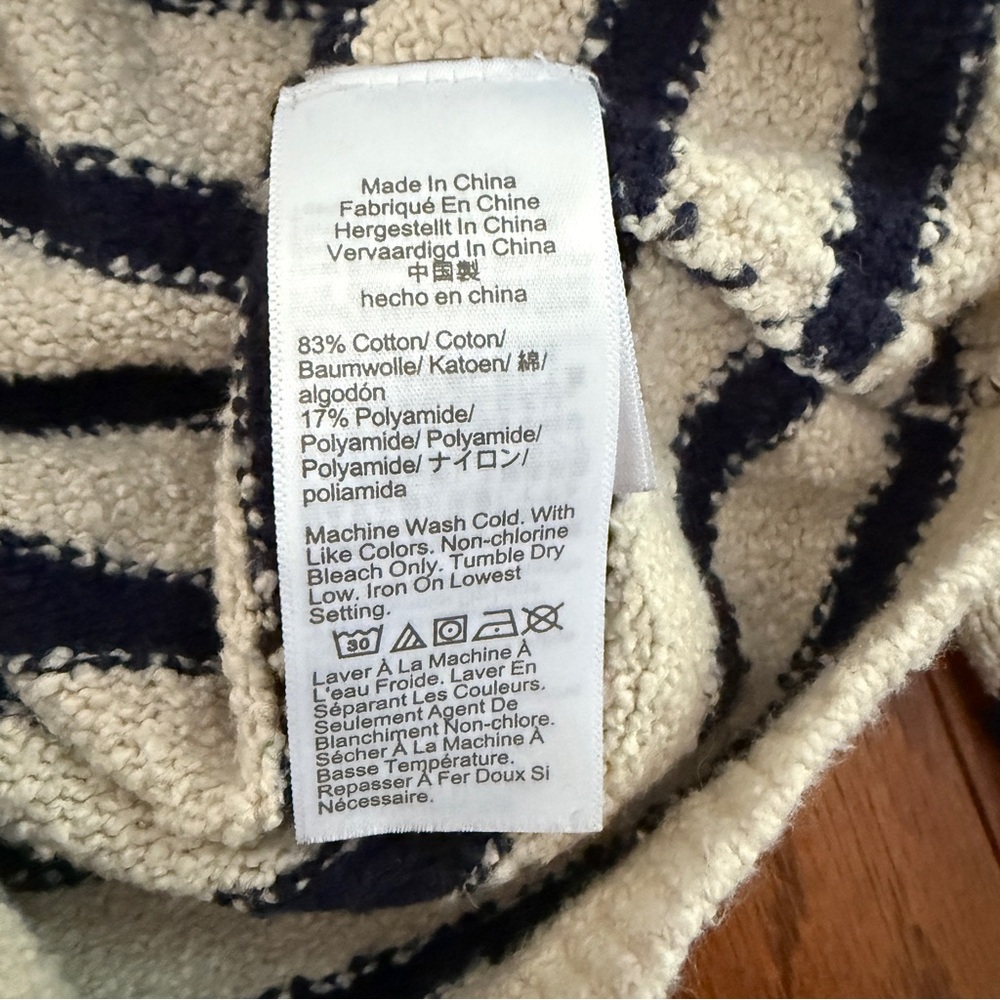 Made In China
Fabriqué En Chine
Hergestellt In China
Vervaardigd In China
中国製
hecho en china
83% Cotton/ Coton/
Baumwolle/ Katoen/ 綿/
algodón
17% Polyamide/
Polyamide/ Polyamide/
Polyamide/ ナイロン/
poliamida
Machine Wash Cold. With
Like Colors. Non-chlorine
Bleach Only. Tumble Dry
Low. Iron On Lowest
Setting.
30
Laver À La Machine À
L'eau Froide. Laver En
Séparant Les Couleurs.
Seulement Agent De
Blanchiment Non-chlore.
Sécher À La Machine À
Basse Température.
Repasser À Fer Doux Si
Nécessaire.